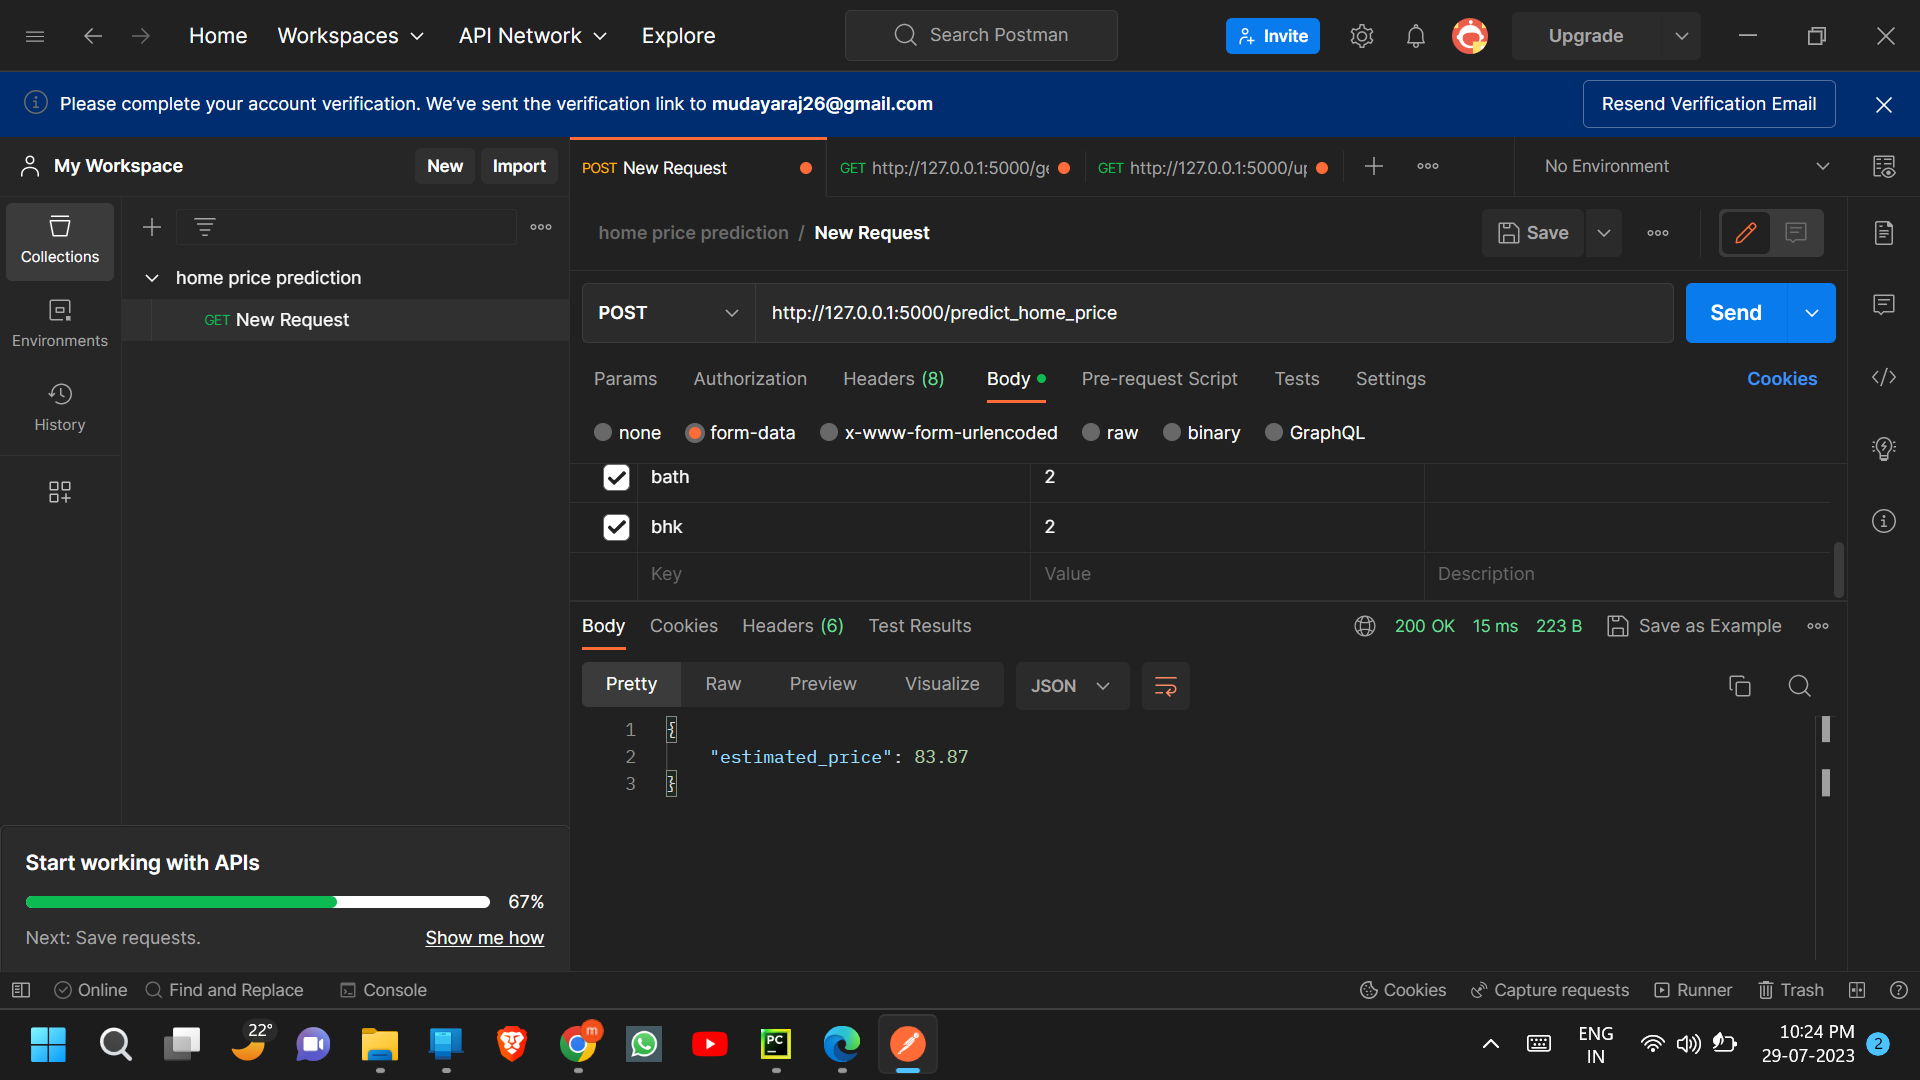 Home
Workspaces
API Network
Explore
Search Postman
Invite
Upgrade
Please complete your account verification. We’ve sent the verification link to mudayaraj26@gmail.com
Resend Verification Email
My Workspace
New
Import
POST New Request
GET http://127.0.0.1:5000/ge
GET http://127.0.0.1:5000/up
No Environment
Collections
Environments
History
home price prediction
GET New Request
home price prediction / New Request
Save
POST
http://127.0.0.1:5000/predict_home_price
Send
Params
Authorization
Headers (8)
Body
Pre-request Script
Tests
Settings
Cookies
none
form-data
x-www-form-urlencoded
raw
binary
GraphQL
bath 2
bhk 2
Key Value Description
Body
Cookies
Headers (6)
Test Results
200 OK 15 ms 223 B
Save as Example
Pretty
Raw
Preview
Visualize
JSON
1 {
2 "estimated_price": 83.87
3 }
Start working with APIs
67%
Next: Save requests.
Show me how
Online
Find and Replace
Console
Cookies
Capture requests
Runner
Trash
22°
m
PC
ENG
IN
10:24 PM
29-07-2023
2